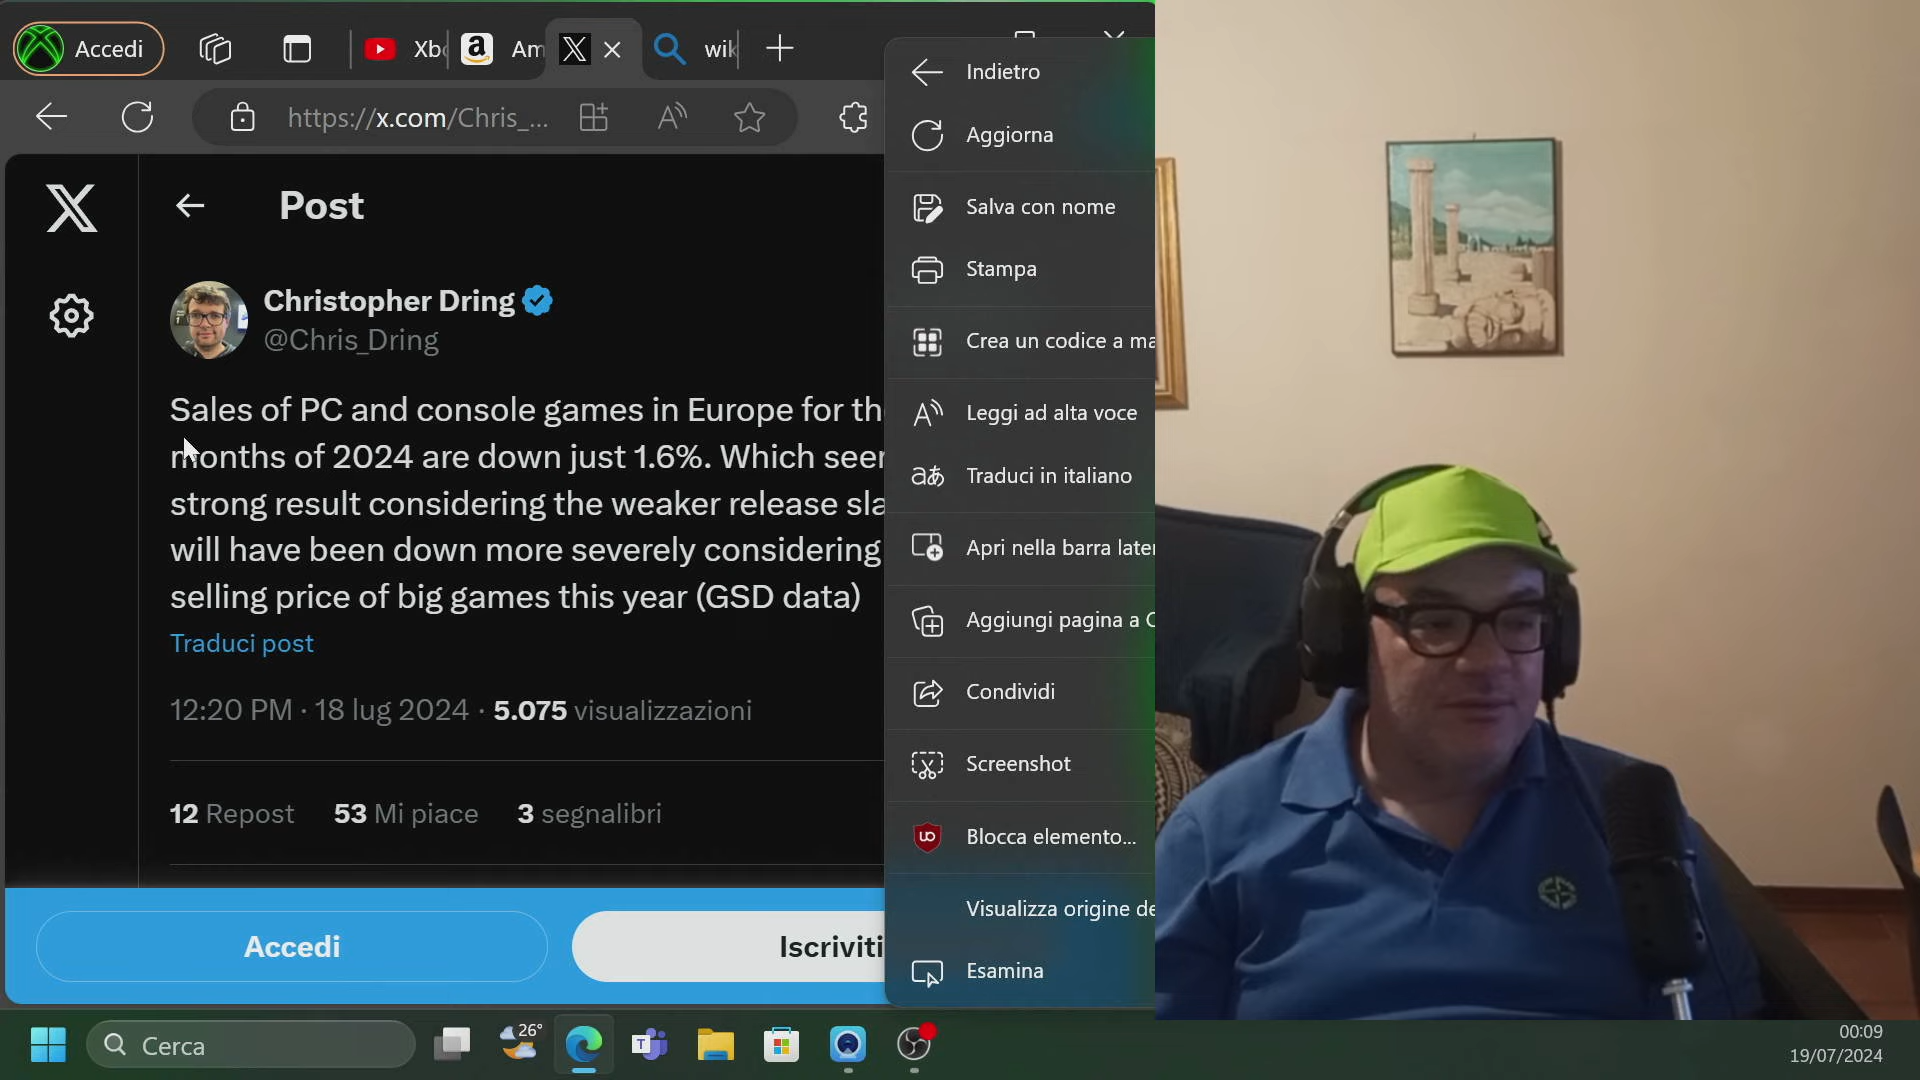 Accedi
Xb
Am
wik
https://x.com/Chris_...
Post
Christopher Dring
@Chris_Dring
Sales of PC and console games in Europe for th
months of 2024 are down just 1.6%. Which see
strong result considering the weaker release sla
will have been down more severely considering
selling price of big games this year (GSD data)
Traduci post
12:20 PM · 18 lug 2024 · 5.075 visualizzazioni
12 Repost 53 Mi piace 3 segnalibri
Accedi
Iscriviti
Indietro
Aggiorna
Salva con nome
Stampa
Crea un codice a ma
Leggi ad alta voce
Traduci in italiano
Apri nella barra later
Aggiungi pagina a C
Condividi
Screenshot
Blocca elemento...
Visualizza origine de
Esamina
Cerca
26°
00:09
19/07/2024